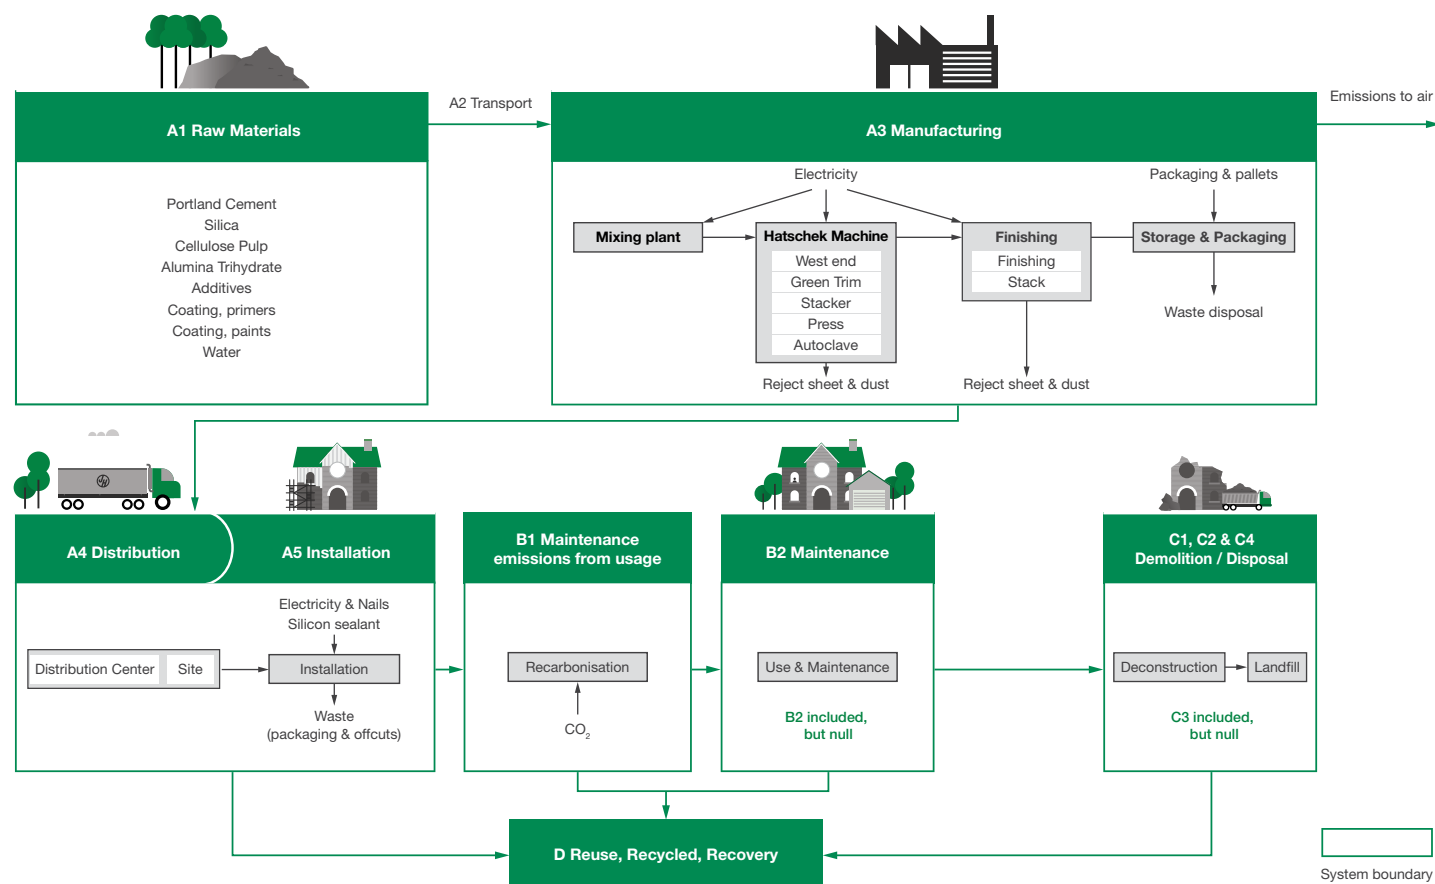 A1 Raw Materials
A2 Transport
A3 Manufacturing
Emissions to air
Portland Cement
Silica
Cellulose Pulp
Alumina Trihydrate
Additives
Coating, primers
Coating, paints
Water
Electricity
Packaging & pallets
Mixing plant
Hatschek Machine
West end
Green Trim
Stacker
Press
Autoclave
Finishing
Finishing
Stack
Storage & Packaging
Waste disposal
Reject sheet & dust
Reject sheet & dust
JH
A4 Distribution
A5 Installation
B1 Maintenance
emissions from usage
B2 Maintenance
C1, C2 & C4
Demolition / Disposal
Electricity & Nails
Silicon sealant
Distribution Center
Site
Installation
Waste
(packaging & offcuts)
Recarbonisation
CO₂
Use & Maintenance
B2 included,
but null
Deconstruction
Landfill
C3 included,
but null
D Reuse, Recycled, Recovery
System boundary